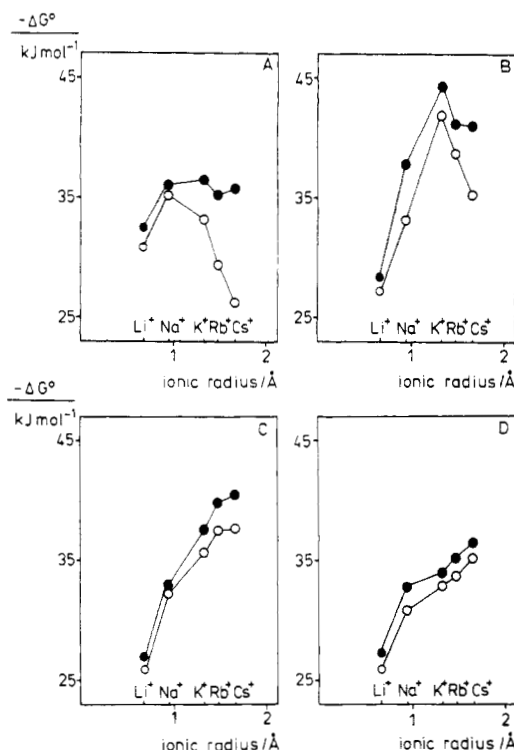 -ΔG°
kJ mol⁻¹
A
45
35
25
Li⁺ Na⁺ K⁺Rb⁺Cs⁺
1 2
ionic radius/Å
B
45
35
25
Li⁺ Na⁺ K⁺Rb⁺Cs⁺
1 2
ionic radius/Å
-ΔG°
kJ mol⁻¹
C
45
35
25
Li⁺ Na⁺ K⁺Rb⁺Cs⁺
1 2
ionic radius/Å
D
45
35
25
Li⁺ Na⁺ K⁺Rb⁺Cs⁺
1 2
ionic radius/Å